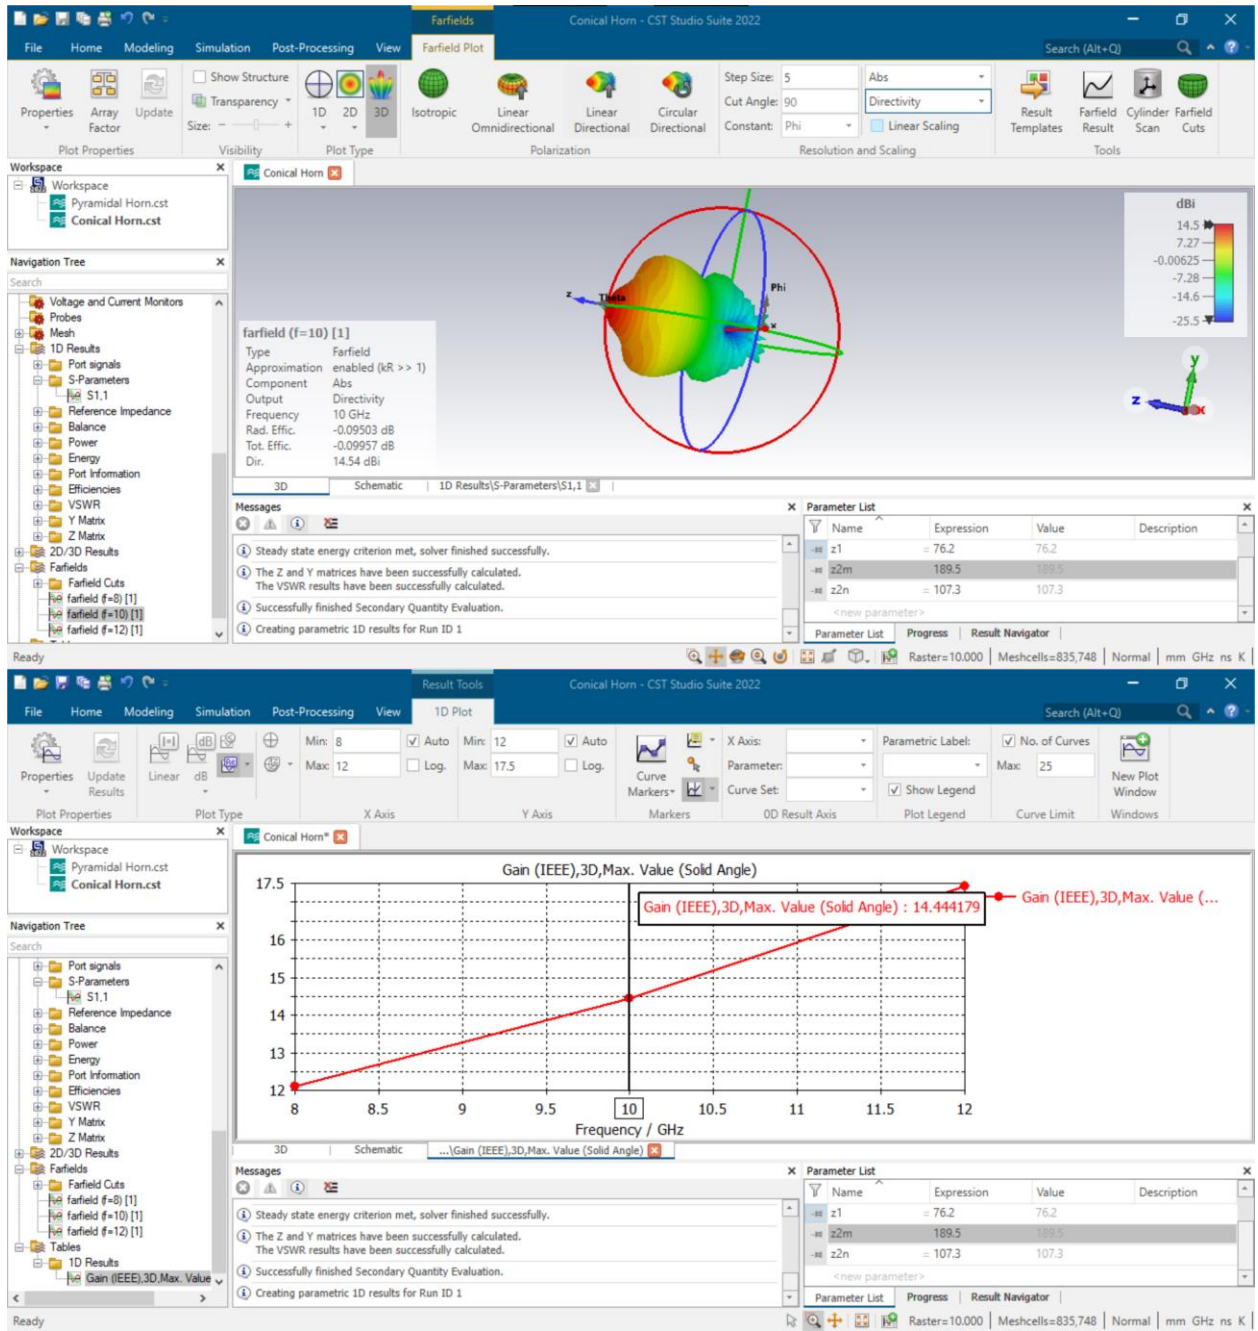 Farfields
Conical Horn - CST Studio Suite 2022
File Home Modeling Simulation Post-Processing View Farfield Plot Search (Alt+Q)
Properties
Array Factor
Update
Plot Properties
Show Structure
Transparency
Size: - +
Visibility
1D 2D 3D
Plot Type
Isotropic
Linear Omnidirectional
Linear Directional
Circular Directional
Polarization
Step Size: 5
Cut Angle: 90
Constant: Phi
Abs
Directivity
Linear Scaling
Resolution and Scaling
Result Templates
Farfield Result
Cylinder Scan
Farfield Cuts
Tools
Workspace
Workspace
Pyramidal Horn.cst
Conical Horn.cst
Navigation Tree
Search
Voltage and Current Monitors
Probes
Mesh
1D Results
Port signals
S-Parameters
S1,1
Reference Impedance
Balance
Power
Energy
Port Information
Efficiencies
VSWR
Y Matrix
Z Matrix
2D/3D Results
Farfields
Farfield Cuts
farfield (f=8) [1]
farfield (f=10) [1]
farfield (f=12) [1]
Conical Horn
z Theta Phi x
dBi
14.5
7.27
-0.00625
-7.28
-14.6
-25.5
y
z
x
farfield (f=10) [1]
Type Farfield
Approximation enabled (kR >> 1)
Component Abs
Output Directivity
Frequency 10 GHz
Rad. Effic. -0.09503 dB
Tot. Effic. -0.09957 dB
Dir. 14.54 dBi
3D Schematic 1D Results\S-Parameters\S1,1
Messages
Steady state energy criterion met, solver finished successfully.
The Z and Y matrices have been successfully calculated.
The VSWR results have been successfully calculated.
Successfully finished Secondary Quantity Evaluation.
Creating parametric 1D results for Run ID 1
Parameter List
Name Expression Value Description
z1 = 76.2 76.2
z2m 189.5 189.5
z2n = 107.3 107.3
<new parameter>
Parameter List Progress Result Navigator
Ready
Raster=10.000 Meshcells=835,748 Normal mm GHz ns K
Result Tools
Conical Horn - CST Studio Suite 2022
File Home Modeling Simulation Post-Processing View 1D Plot Search (Alt+Q)
Properties
Update Results
Plot Properties
Linear
dB
Plot Type
Min: 8 Auto
Max: 12 Log.
X Axis
Min: 12 Auto
Max: 17.5 Log.
Y Axis
Curve Markers
Markers
X Axis:
Parameter:
Curve Set:
0D Result Axis
Parametric Label:
Show Legend
Plot Legend
No. of Curves
Max: 25
Curve Limit
New Plot Window
Windows
Workspace
Workspace
Pyramidal Horn.cst
Conical Horn.cst
Navigation Tree
Search
Port signals
S-Parameters
S1,1
Reference Impedance
Balance
Power
Energy
Port Information
Efficiencies
VSWR
Y Matrix
Z Matrix
2D/3D Results
Farfields
Farfield Cuts
farfield (f=8) [1]
farfield (f=10) [1]
farfield (f=12) [1]
Tables
1D Results
Gain (IEEE),3D,Max. Value
Conical Horn*
Gain (IEEE),3D,Max. Value (Solid Angle)
17.5
16
15
14
13
12
Gain (IEEE),3D,Max. Value (Solid Angle) : 14.444179
Gain (IEEE),3D,Max. Value (...
8 8.5 9 9.5 10 10.5 11 11.5 12
Frequency / GHz
3D Schematic ...\Gain (IEEE),3D,Max. Value (Solid Angle)
Messages
Steady state energy criterion met, solver finished successfully.
The Z and Y matrices have been successfully calculated.
The VSWR results have been successfully calculated.
Successfully finished Secondary Quantity Evaluation.
Creating parametric 1D results for Run ID 1
Parameter List
Name Expression Value Description
z1 = 76.2 76.2
z2m 189.5 189.5
z2n = 107.3 107.3
<new parameter>
Parameter List Progress Result Navigator
Ready
Raster=10.000 Meshcells=835,748 Normal mm GHz ns K